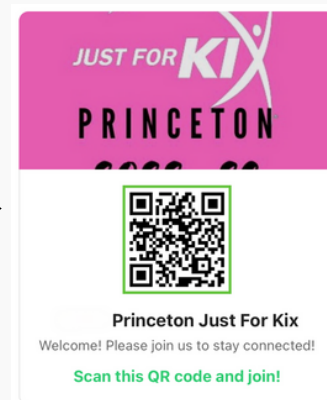 JUST FOR KIX
PRINCETON
Princeton Just For Kix
Welcome! Please join us to stay connected!
Scan this QR code and join!